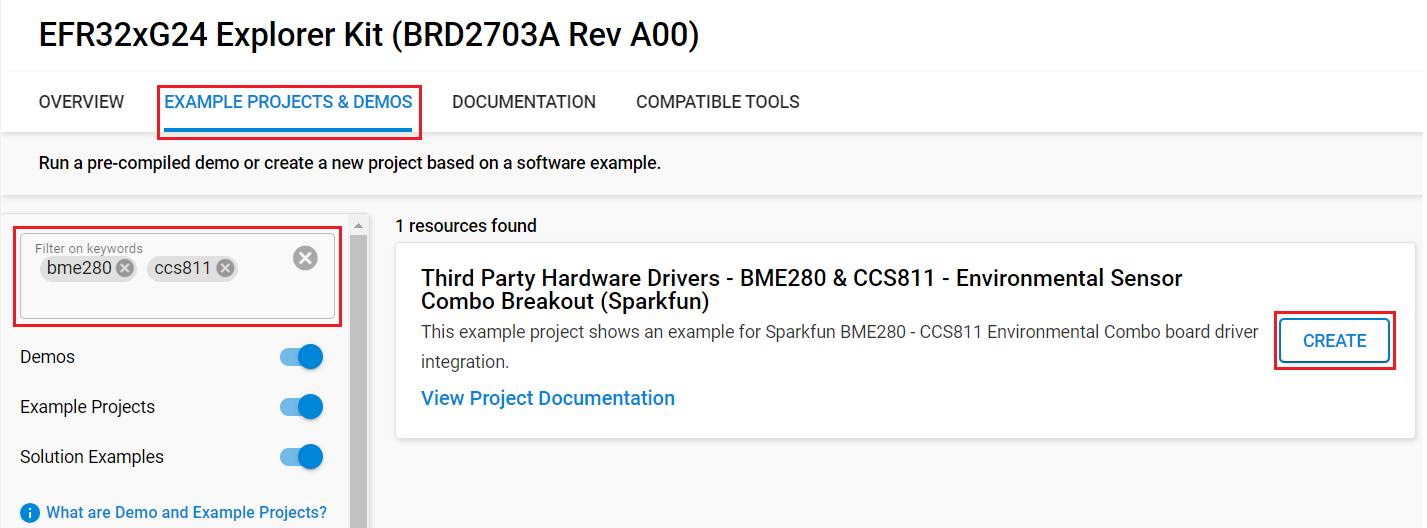 EFR32xG24 Explorer Kit (BRD2703A Rev A00)
OVERVIEW EXAMPLE PROJECTS & DEMOS DOCUMENTATION COMPATIBLE TOOLS
Run a pre-compiled demo or create a new project based on a software example.
Filter on keywords
bme280 ccs811
Demos
Example Projects
Solution Examples
What are Demo and Example Projects?
1 resources found
Third Party Hardware Drivers - BME280 & CCS811 - Environmental Sensor
Combo Breakout (Sparkfun)
This example project shows an example for Sparkfun BME280 - CCS811 Environmental Combo board driver
integration.
View Project Documentation
CREATE